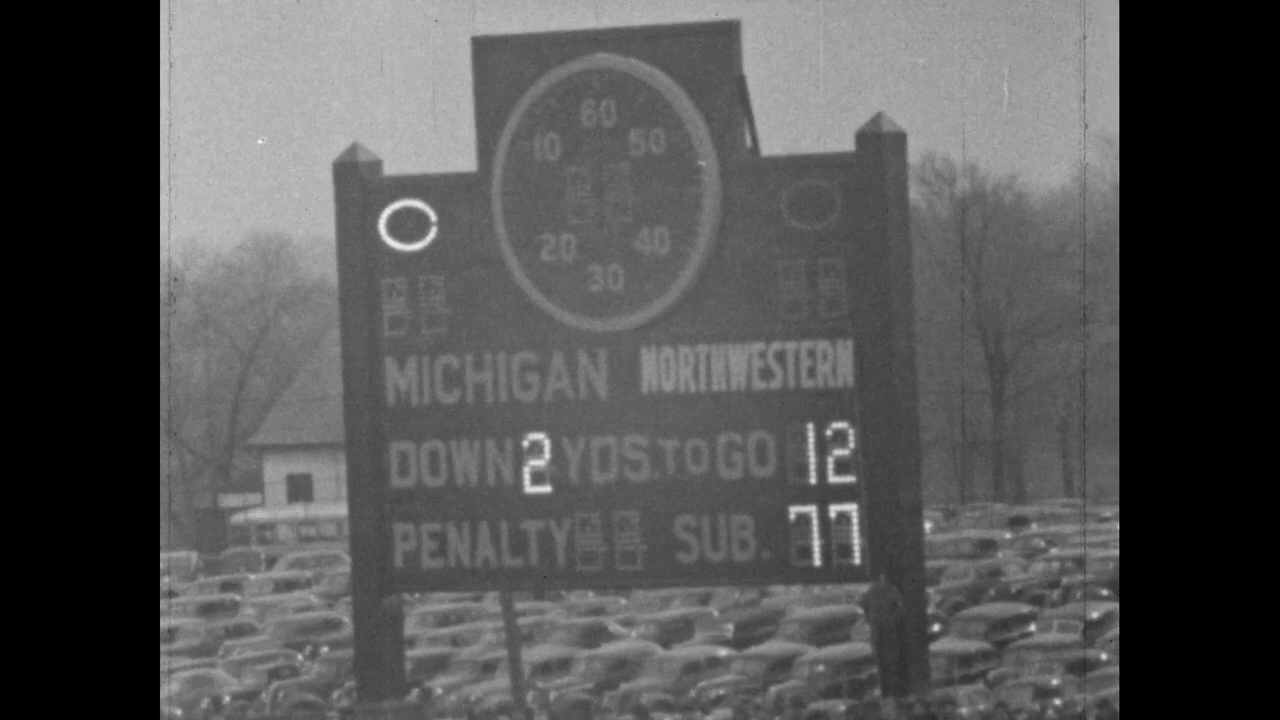 60
10 50
20 40
30
MICHIGAN NORTHWESTERN
DOWN 2 YDS. TO GO 12
PENALTY SUB. 77